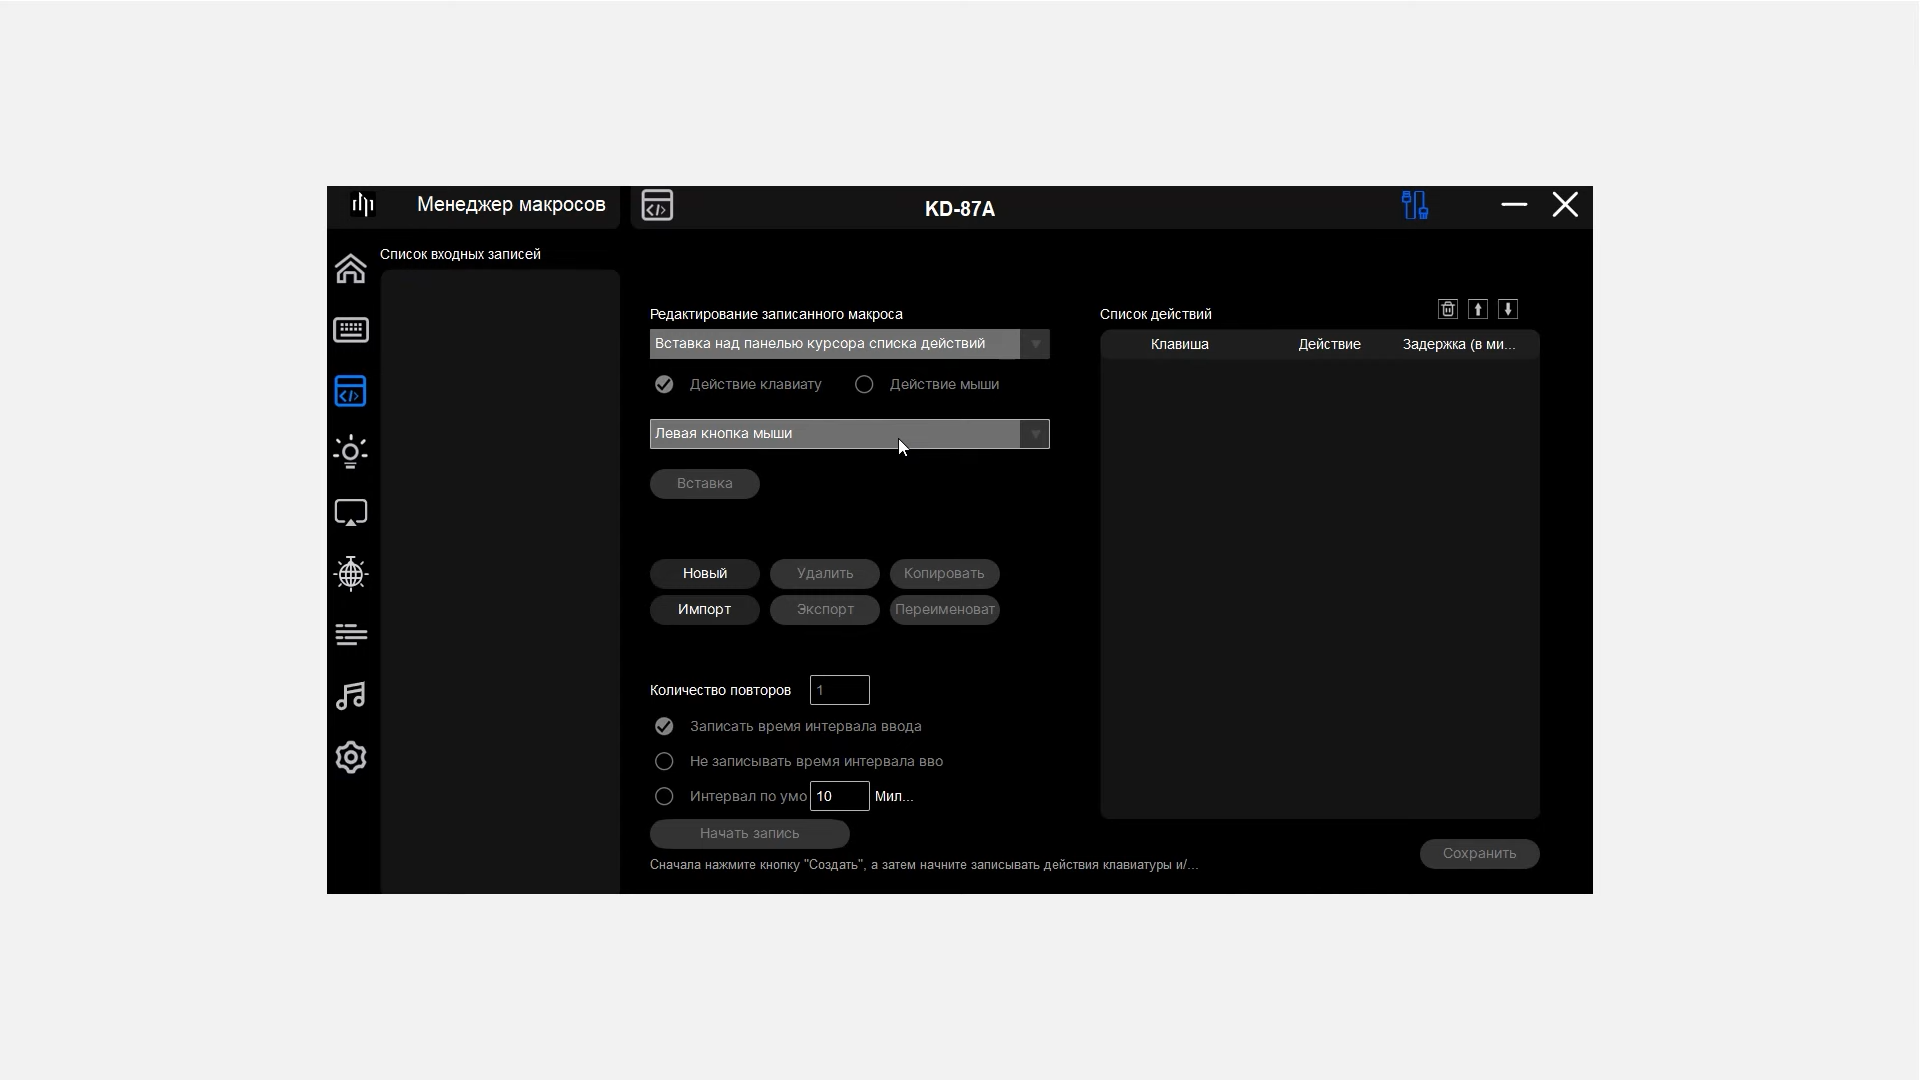 Менеджер макросов
KD-87A
Список входных записей
Редактирование записанного макроса
Вставка над панелью курсора списка действий
Действие клавиату
Действие мыши
Левая кнопка мыши
Вставка
Новый
Удалить
Копировать
Импорт
Экспорт
Переименоват
Количество повторов
1
Записать время интервала ввода
Не записывать время интервала вво
Интервал по умо
10
Мил...
Начать запись
Сначала нажмите кнопку "Создать", а затем начните записывать действия клавиатуры и/...
Список действий
Клавиша
Действие
Задержка (в ми...
Сохранить